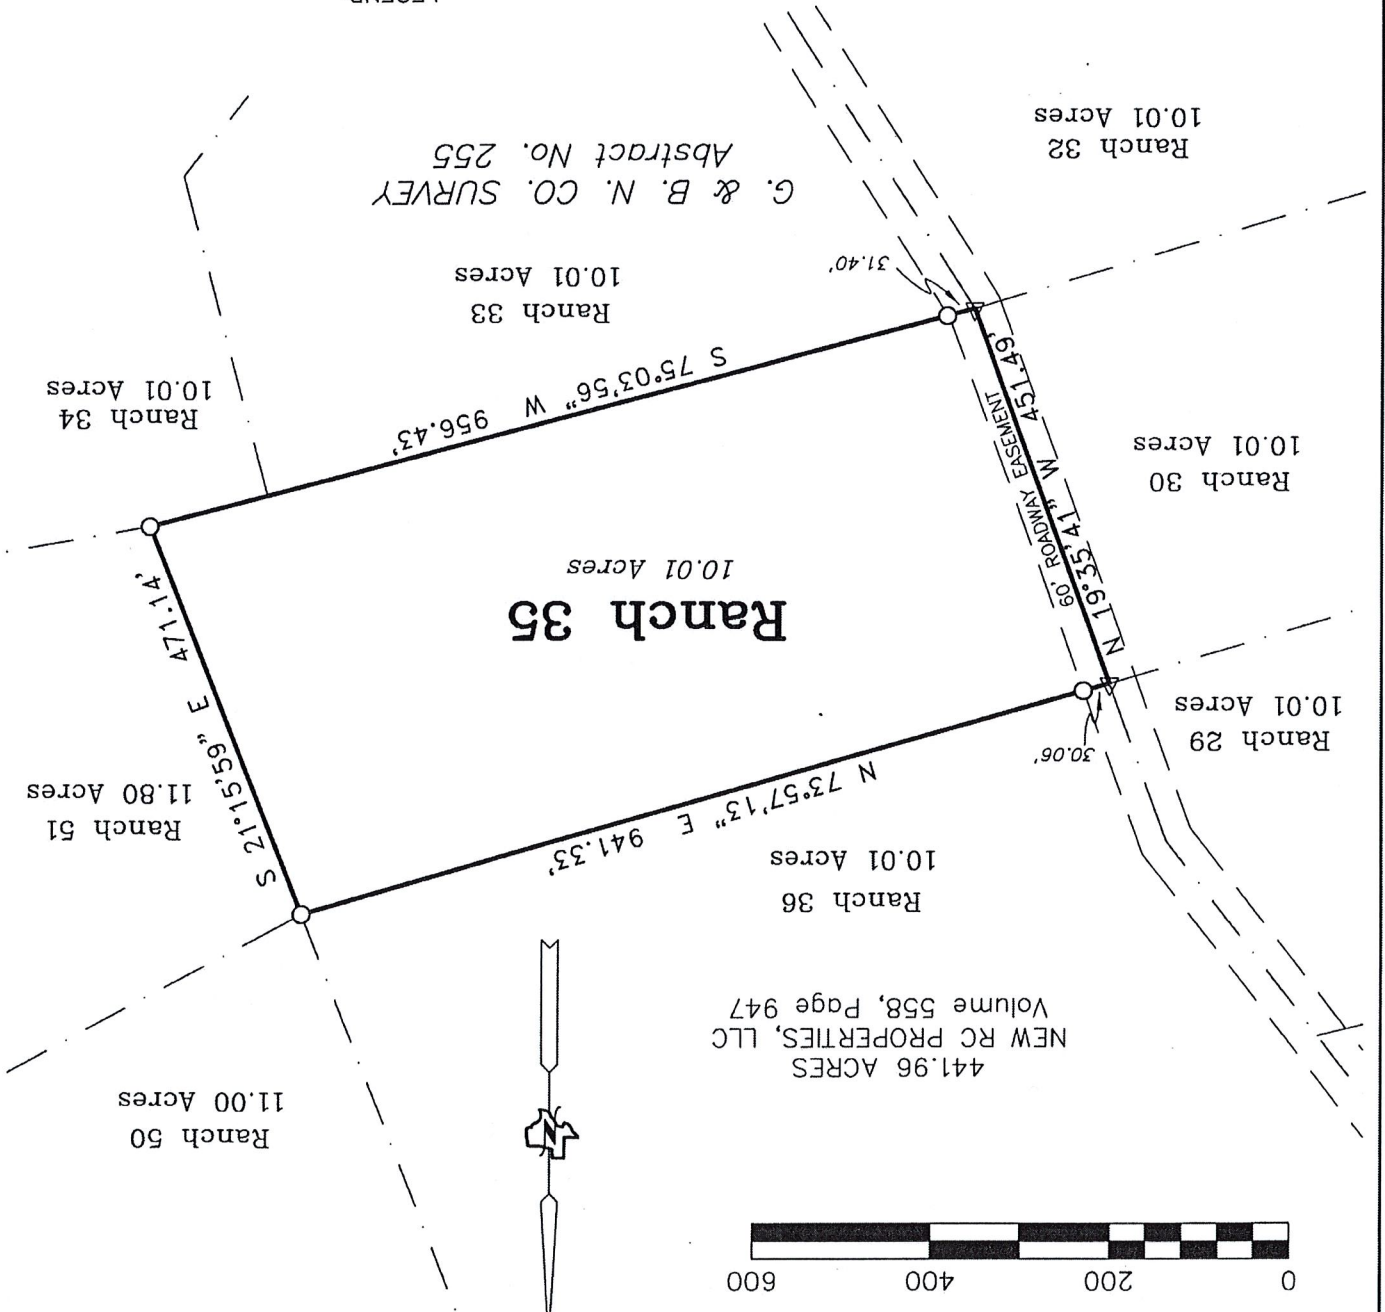 0 200 400 600
N
Ranch 50
11.00 Acres
441.96 ACRES
NEW RC PROPERTIES, LLC
Volume 558, Page 947
Ranch 36
10.01 Acres
Ranch 29
10.01 Acres
Ranch 51
11.80 Acres
N 73°57'13" E 941.33'
30.06'
S 21°15'59" E 471.14'
Ranch 35
10.01 Acres
N 19°35'41" W 451.49'
60' ROADWAY EASEMENT
Ranch 30
10.01 Acres
S 75°03'56" W 956.43'
31.40'
Ranch 34
10.01 Acres
Ranch 33
10.01 Acres
G. & B. N. CO. SURVEY
Abstract No. 255
Ranch 32
10.01 Acres
LEGEND